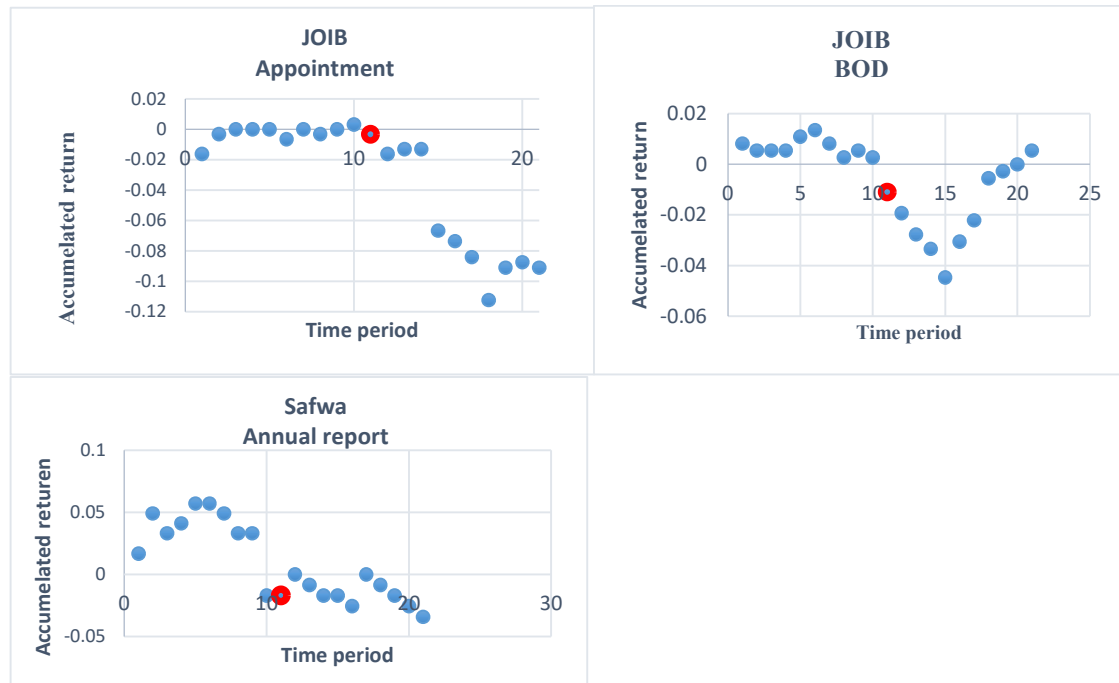 JOIB
Appointment
0.02
0
-0.02
-0.04
-0.06
-0.08
-0.1
-0.12
0
10
20
Accumelated return
Time period
JOIB
BOD
0.02
0
-0.02
-0.04
-0.06
0
5
10
15
20
25
Accumelated return
Time period
Safwa
Annual report
0.1
0.05
0
-0.05
0
10
20
30
Accumelated returen
Time period